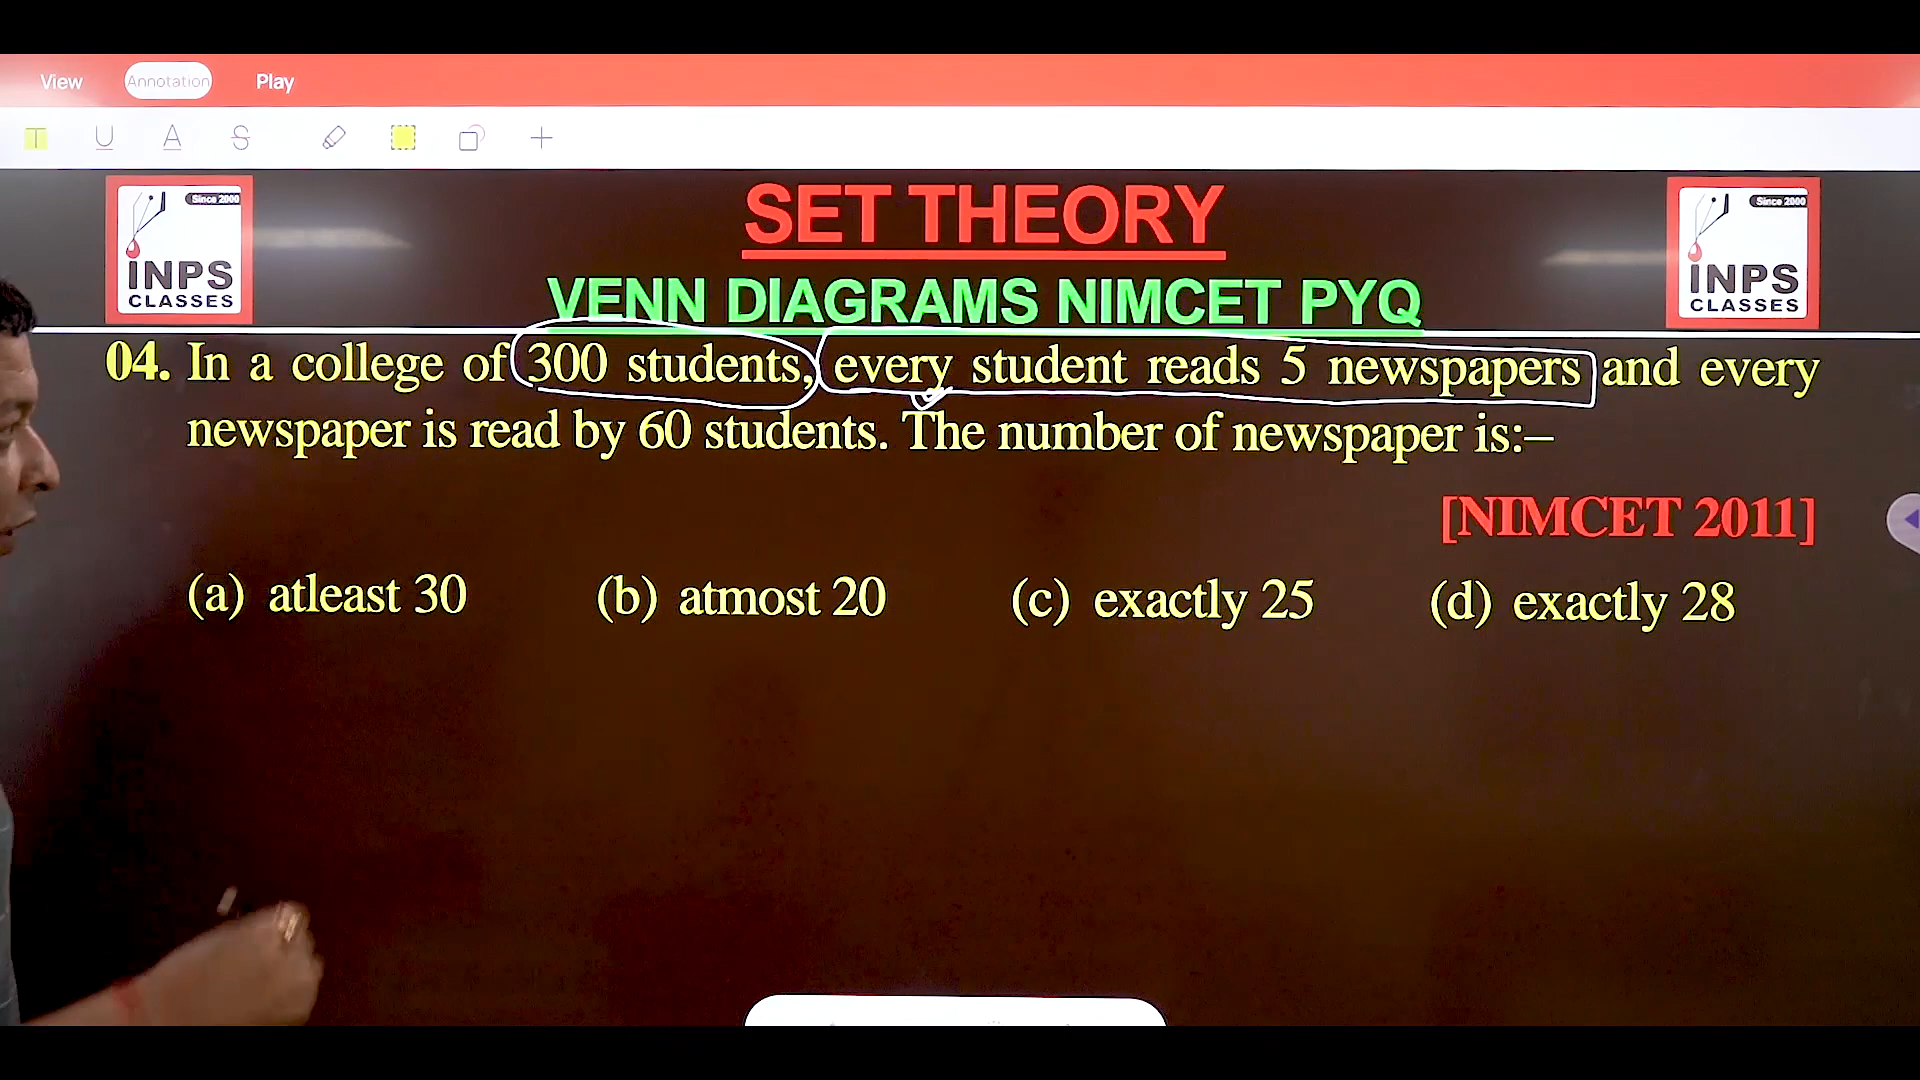 View Annotation Play
T U A S
Since 2000
INPS
CLASSES
SET THEORY
VENN DIAGRAMS NIMCET PYQ
Since 2000
INPS
CLASSES
04. In a college of 300 students, every student reads 5 newspapers and every
newspaper is read by 60 students. The number of newspaper is:–
[NIMCET 2011]
(a) atleast 30 (b) atmost 20 (c) exactly 25 (d) exactly 28